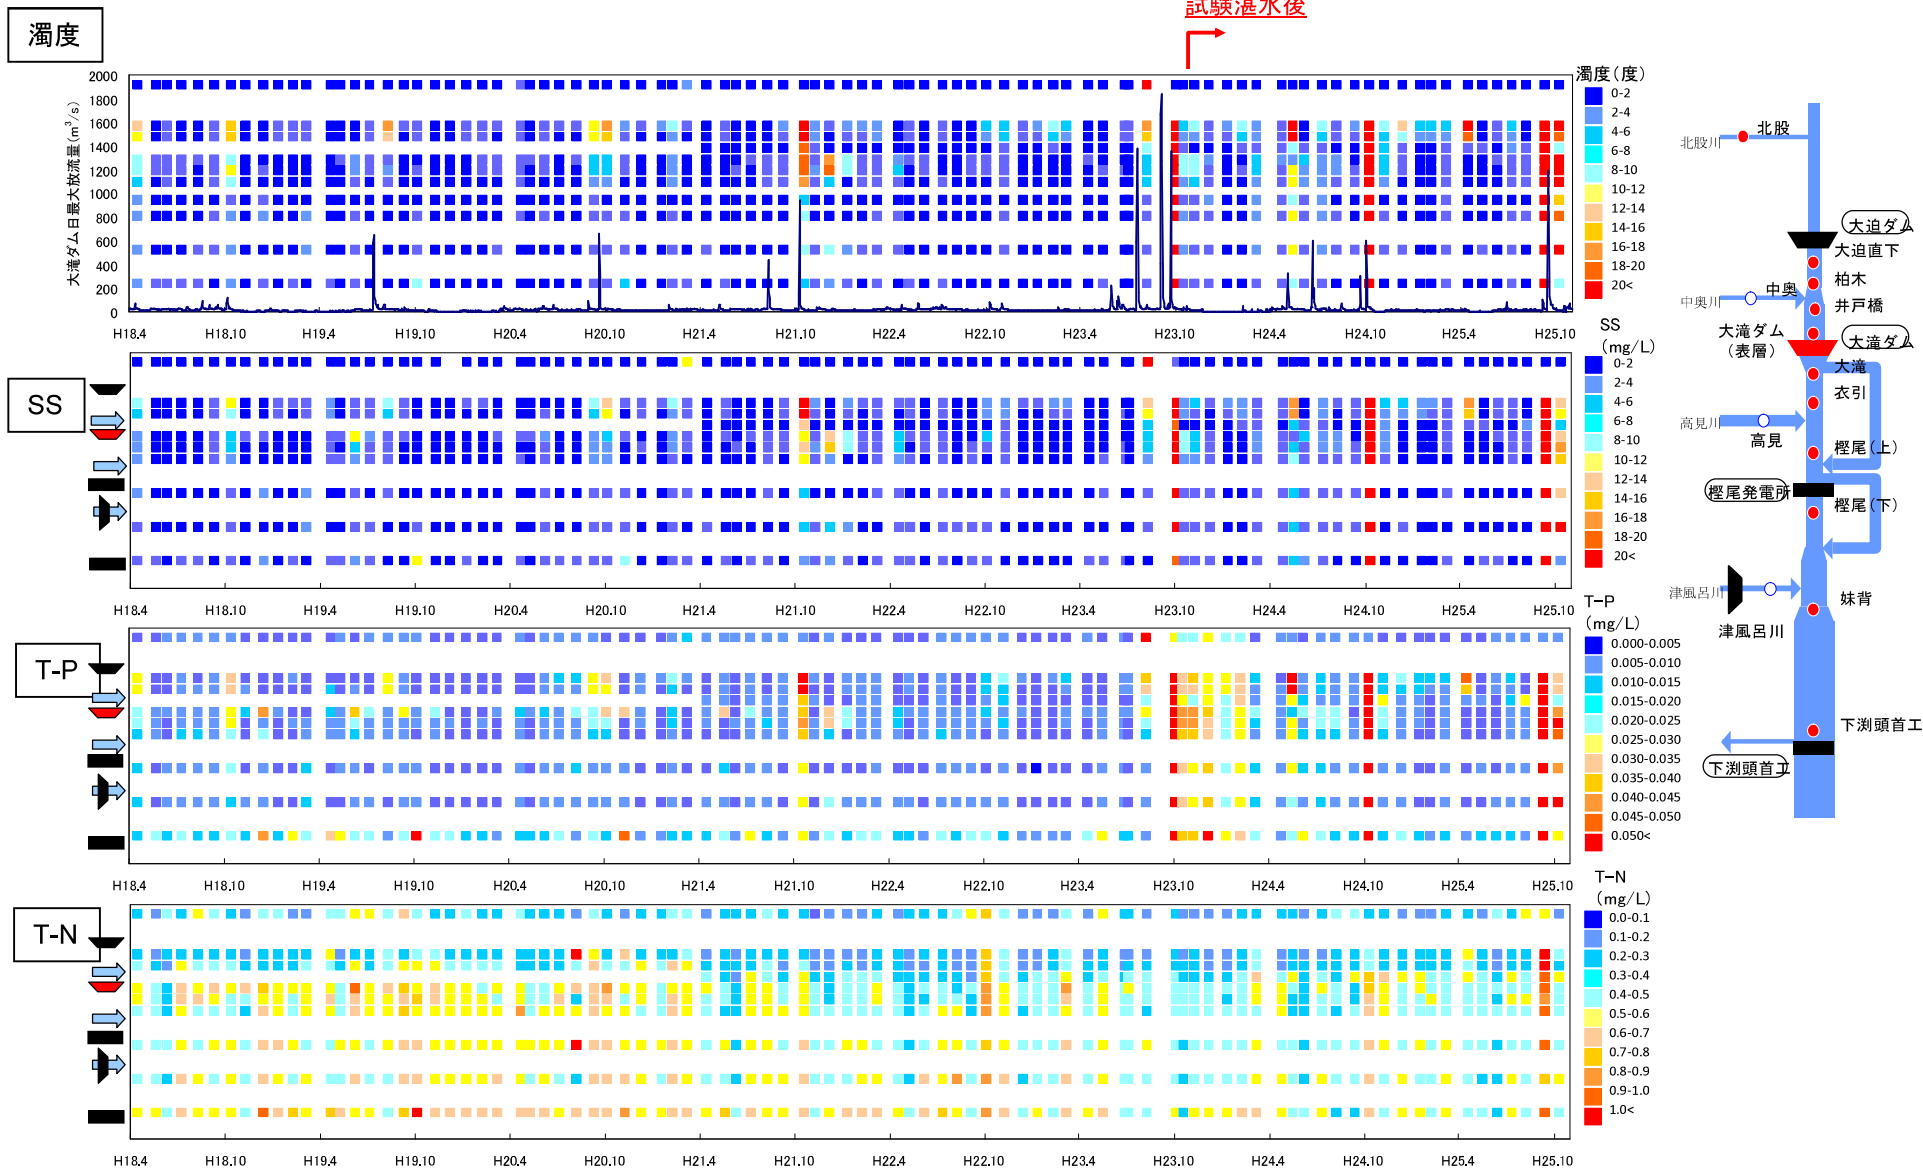 試験湛水後
濁度
大滝ダム日最大放流量(m³/s)
2000
1800
1600
1400
1200
1000
800
600
400
200
0
H18.4 H18.10 H19.4 H19.10 H20.4 H20.10 H21.4 H21.10 H22.4 H22.10 H23.4 H23.10 H24.4 H24.10 H25.4 H25.10
濁度(度)
0-2
2-4
4-6
6-8
8-10
10-12
12-14
14-16
16-18
18-20
20<
SS
H18.4 H18.10 H19.4 H19.10 H20.4 H20.10 H21.4 H21.10 H22.4 H22.10 H23.4 H23.10 H24.4 H24.10 H25.4 H25.10
SS
(mg/L)
0-2
2-4
4-6
6-8
8-10
10-12
12-14
14-16
16-18
18-20
20<
T-P
H18.4 H18.10 H19.4 H19.10 H20.4 H20.10 H21.4 H21.10 H22.4 H22.10 H23.4 H23.10 H24.4 H24.10 H25.4 H25.10
T-P
(mg/L)
0.000-0.005
0.005-0.010
0.010-0.015
0.015-0.020
0.020-0.025
0.025-0.030
0.030-0.035
0.035-0.040
0.040-0.045
0.045-0.050
0.050<
T-N
H18.4 H18.10 H19.4 H19.10 H20.4 H20.10 H21.4 H21.10 H22.4 H22.10 H23.4 H23.10 H24.4 H24.10 H25.4 H25.10
T-N
(mg/L)
0.0-0.1
0.1-0.2
0.2-0.3
0.3-0.4
0.4-0.5
0.5-0.6
0.6-0.7
0.7-0.8
0.8-0.9
0.9-1.0
1.0<
北股
北股川
大迫ダム
大迫直下
柏木
中奥
中奥川
井戸橋
大滝ダム
(表層)
大滝ダム
大滝
衣引
高見川
高見
樫尾(上)
樫尾発電所
樫尾(下)
津風呂川
妹背
津風呂川
下渕頭首工
下渕頭首工